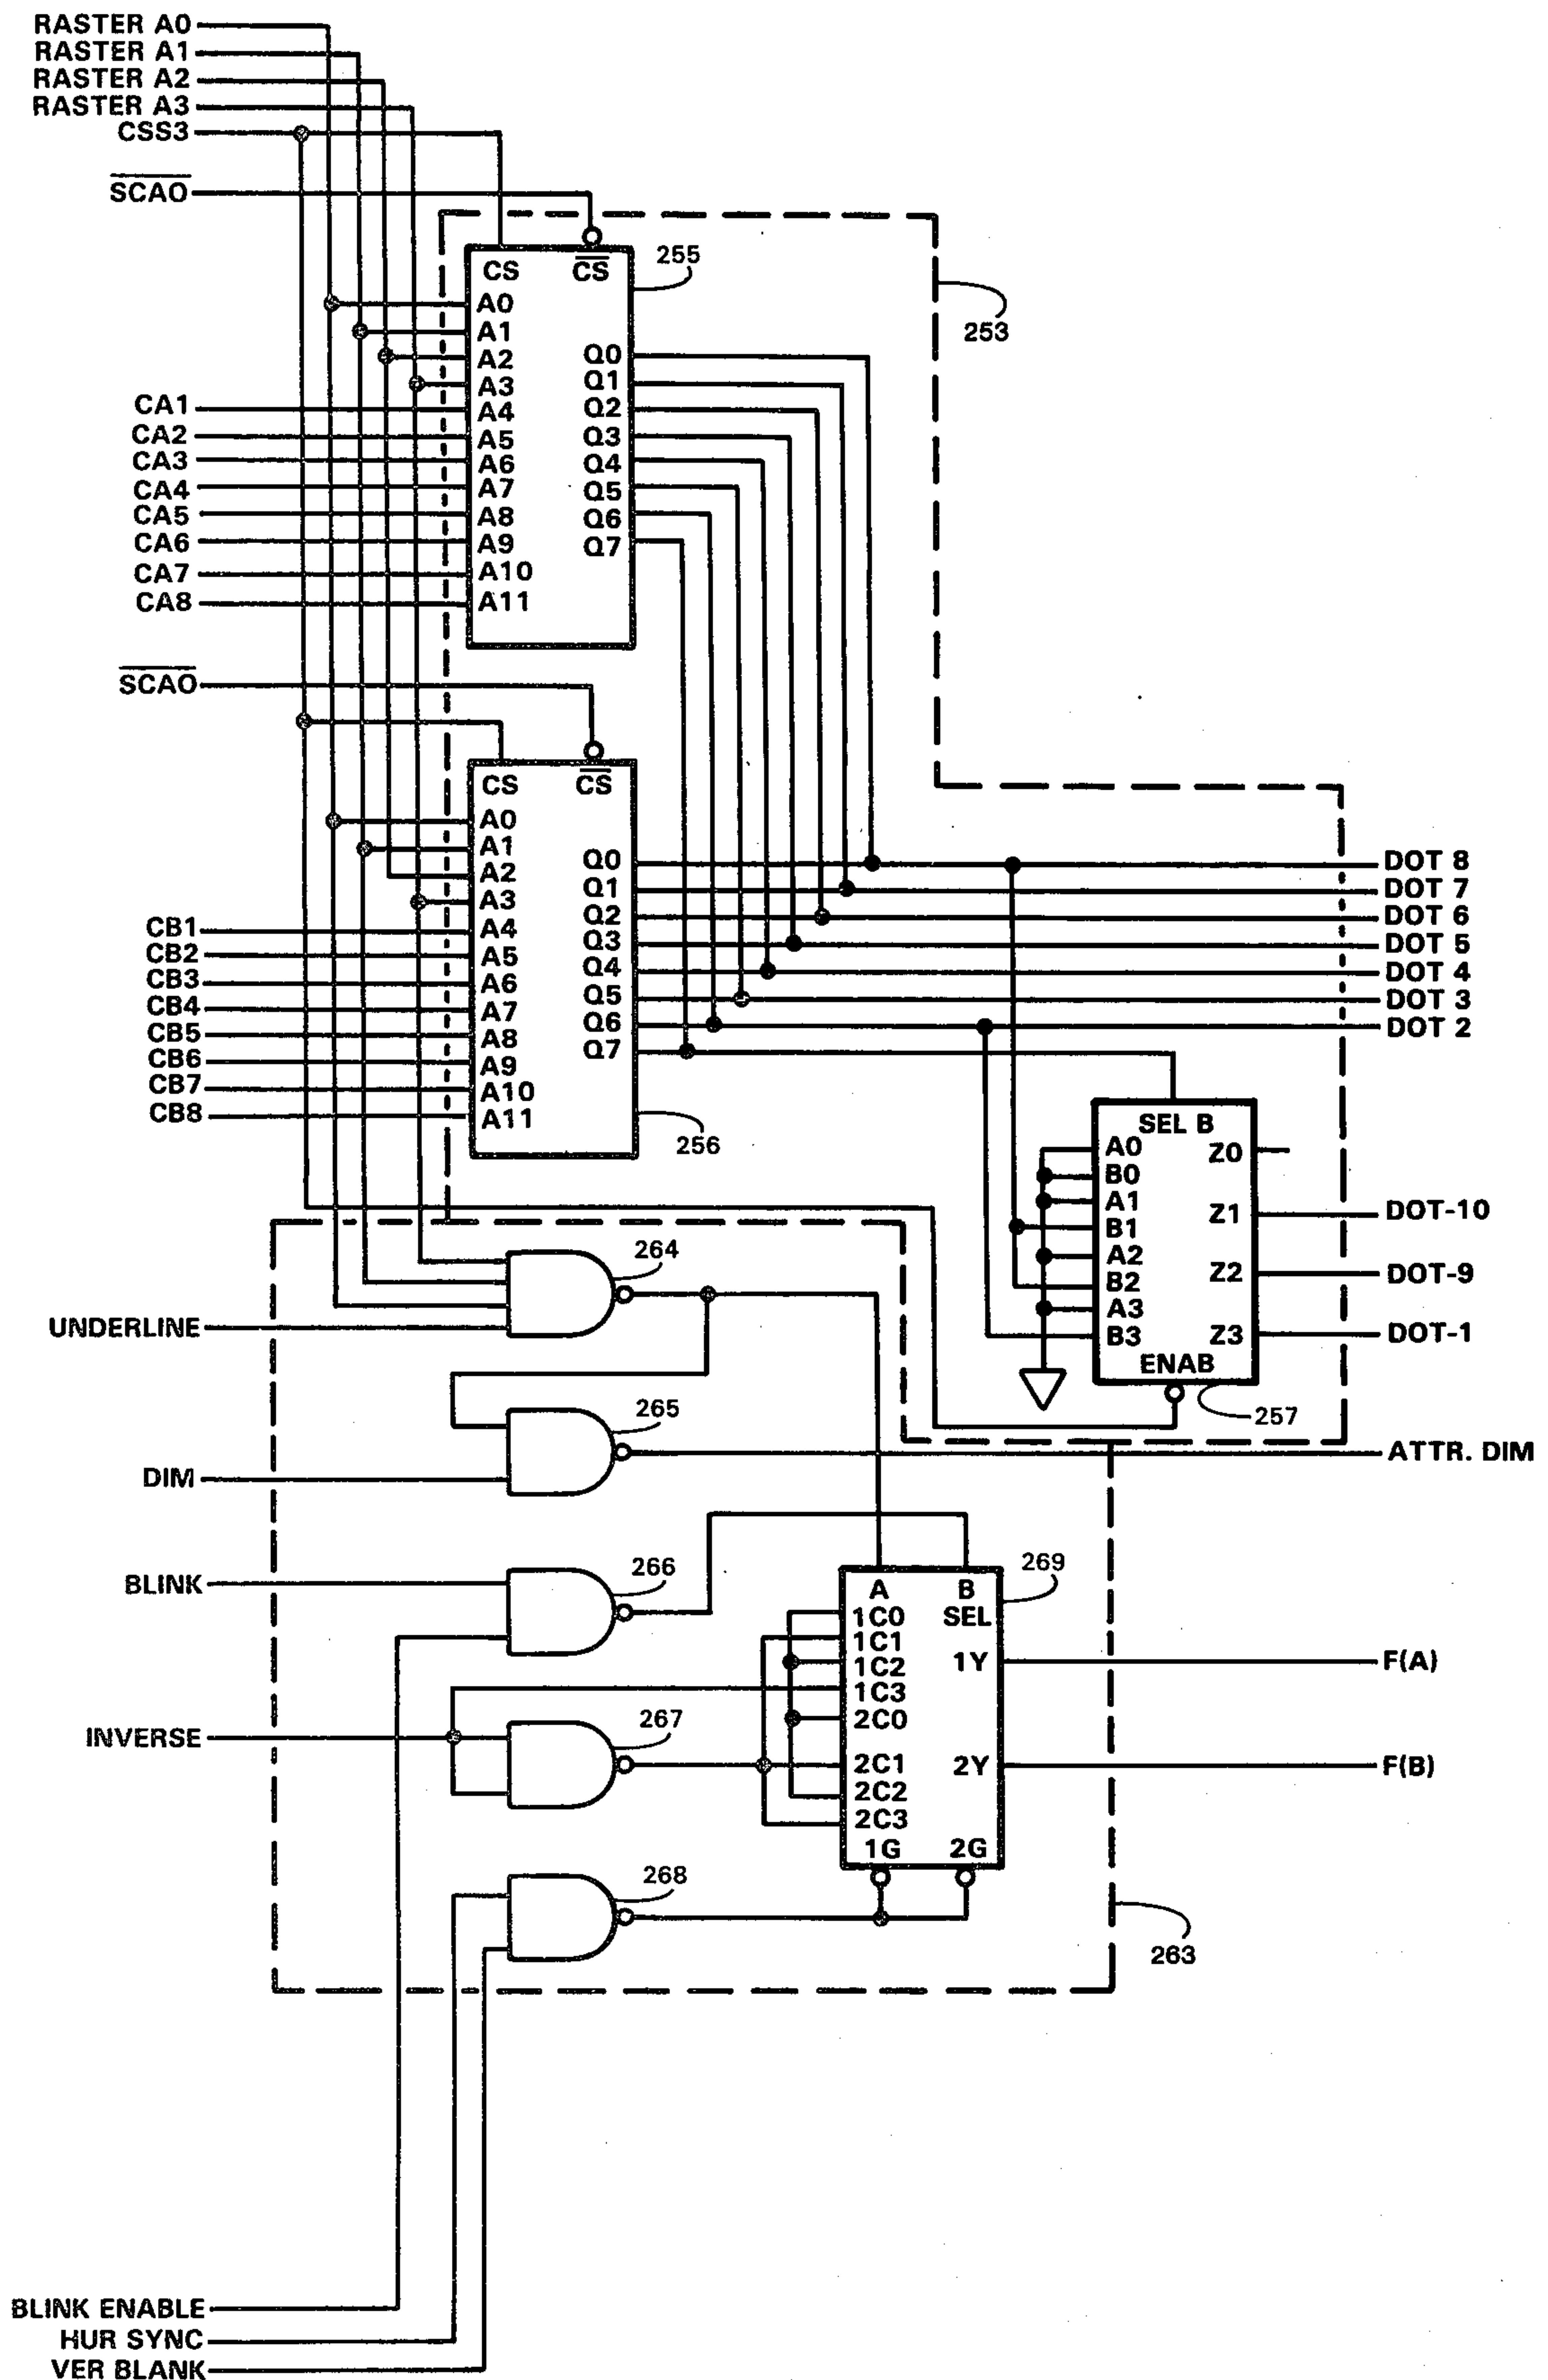 RASTER A0
RASTER A1
RASTER A2
RASTER A3
CSS3
SCAO
CS CS
255
253
A0
A1
A2
A3
A4
A5
A6
A7
A8
A9
A10
A11
Q0
Q1
Q2
Q3
Q4
Q5
Q6
Q7
CA1
CA2
CA3
CA4
CA5
CA6
CA7
CA8
SCAO
CS CS
A0
A1
A2
A3
A4
A5
A6
A7
A8
A9
A10
A11
Q0
Q1
Q2
Q3
Q4
Q5
Q6
Q7
256
CB1
CB2
CB3
CB4
CB5
CB6
CB7
CB8
DOT 8
DOT 7
DOT 6
DOT 5
DOT 4
DOT 3
DOT 2
SEL B
A0
B0
A1
B1
A2
B2
A3
B3
Z0
Z1
Z2
Z3
ENAB
257
DOT-10
DOT-9
DOT-1
264
UNDERLINE
265
DIM
ATTR. DIM
266
BLINK
269
A B
SEL
1C0
1C1
1C2
1C3
2C0
2C1
2C2
2C3
1Y
2Y
1G 2G
F(A)
F(B)
INVERSE
267
268
263
BLINK ENABLE
HUR SYNC
VER BLANK